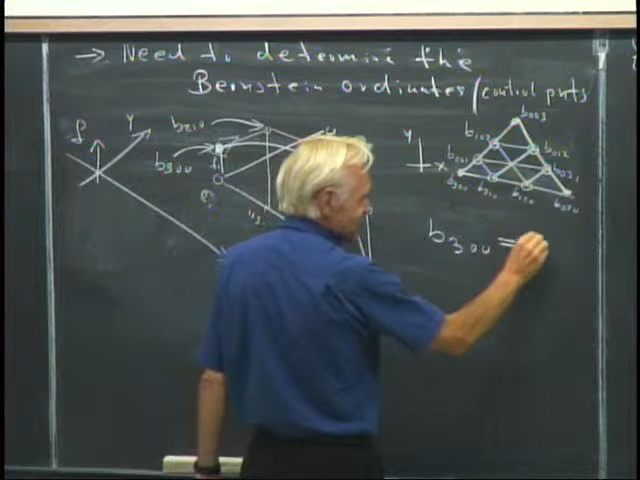 → Need to determine the
Bernstein ordinates / control pnts
b003
f
Y
b210
y
b102
b012
b300
x
b201
b021
b300
b210
b120
b030
b300 =